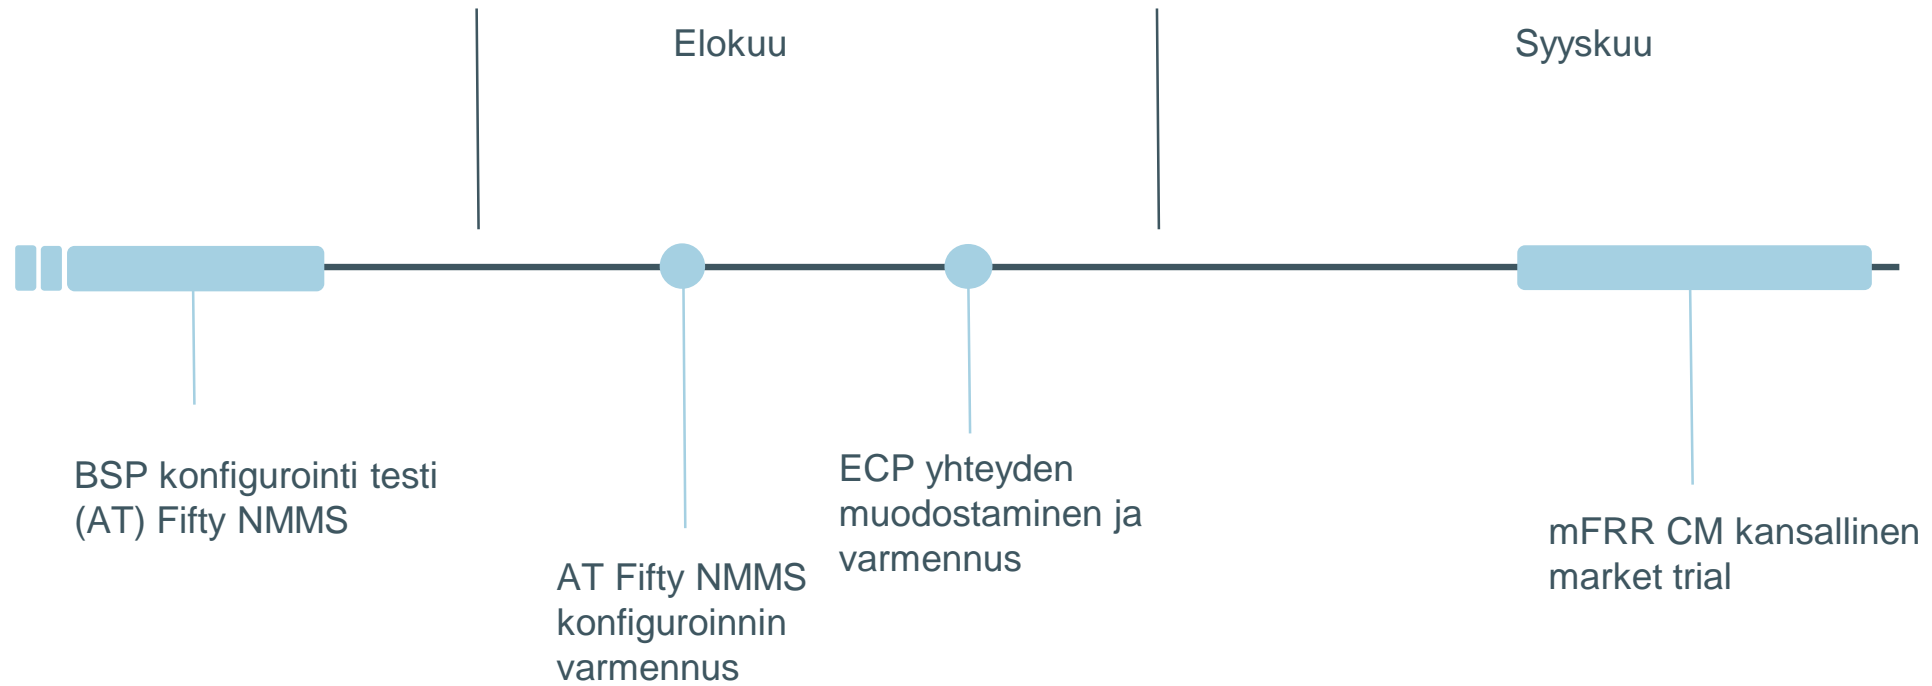 Elokuu
Syyskuu
BSP konfigurointi testi
(AT) Fifty NMMS
AT Fifty NMMS
konfiguroinnin
varmennus
ECP yhteyden
muodostaminen ja
varmennus
mFRR CM kansallinen
market trial